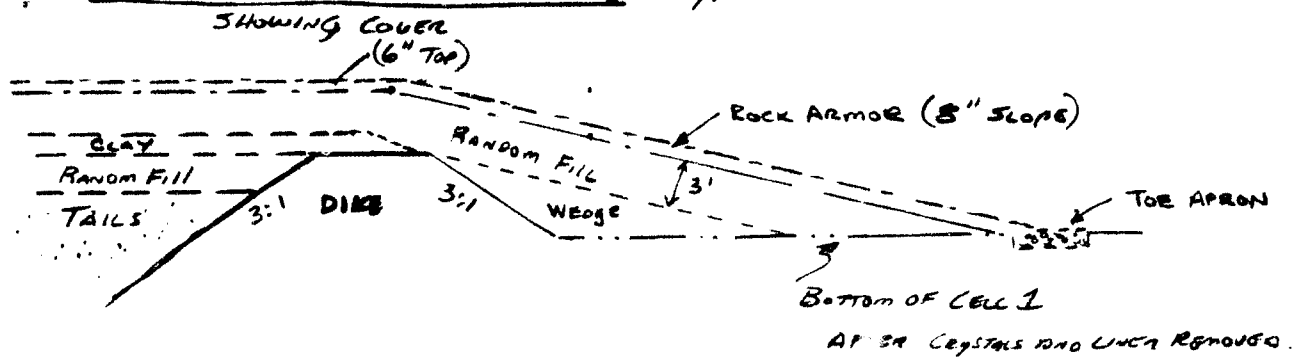 SHOWING COVER
(6" TOP)
ROCK ARMOR (8" SLOPE)
CLAY
RANDOM FILL
RANDOM FILL
3'
TOE APRON
TAILS
3:1
DIKE
3:1
WEDGE
BOTTOM OF CELL 1
AFTER CRYSTALS AND LINER REMOVED.